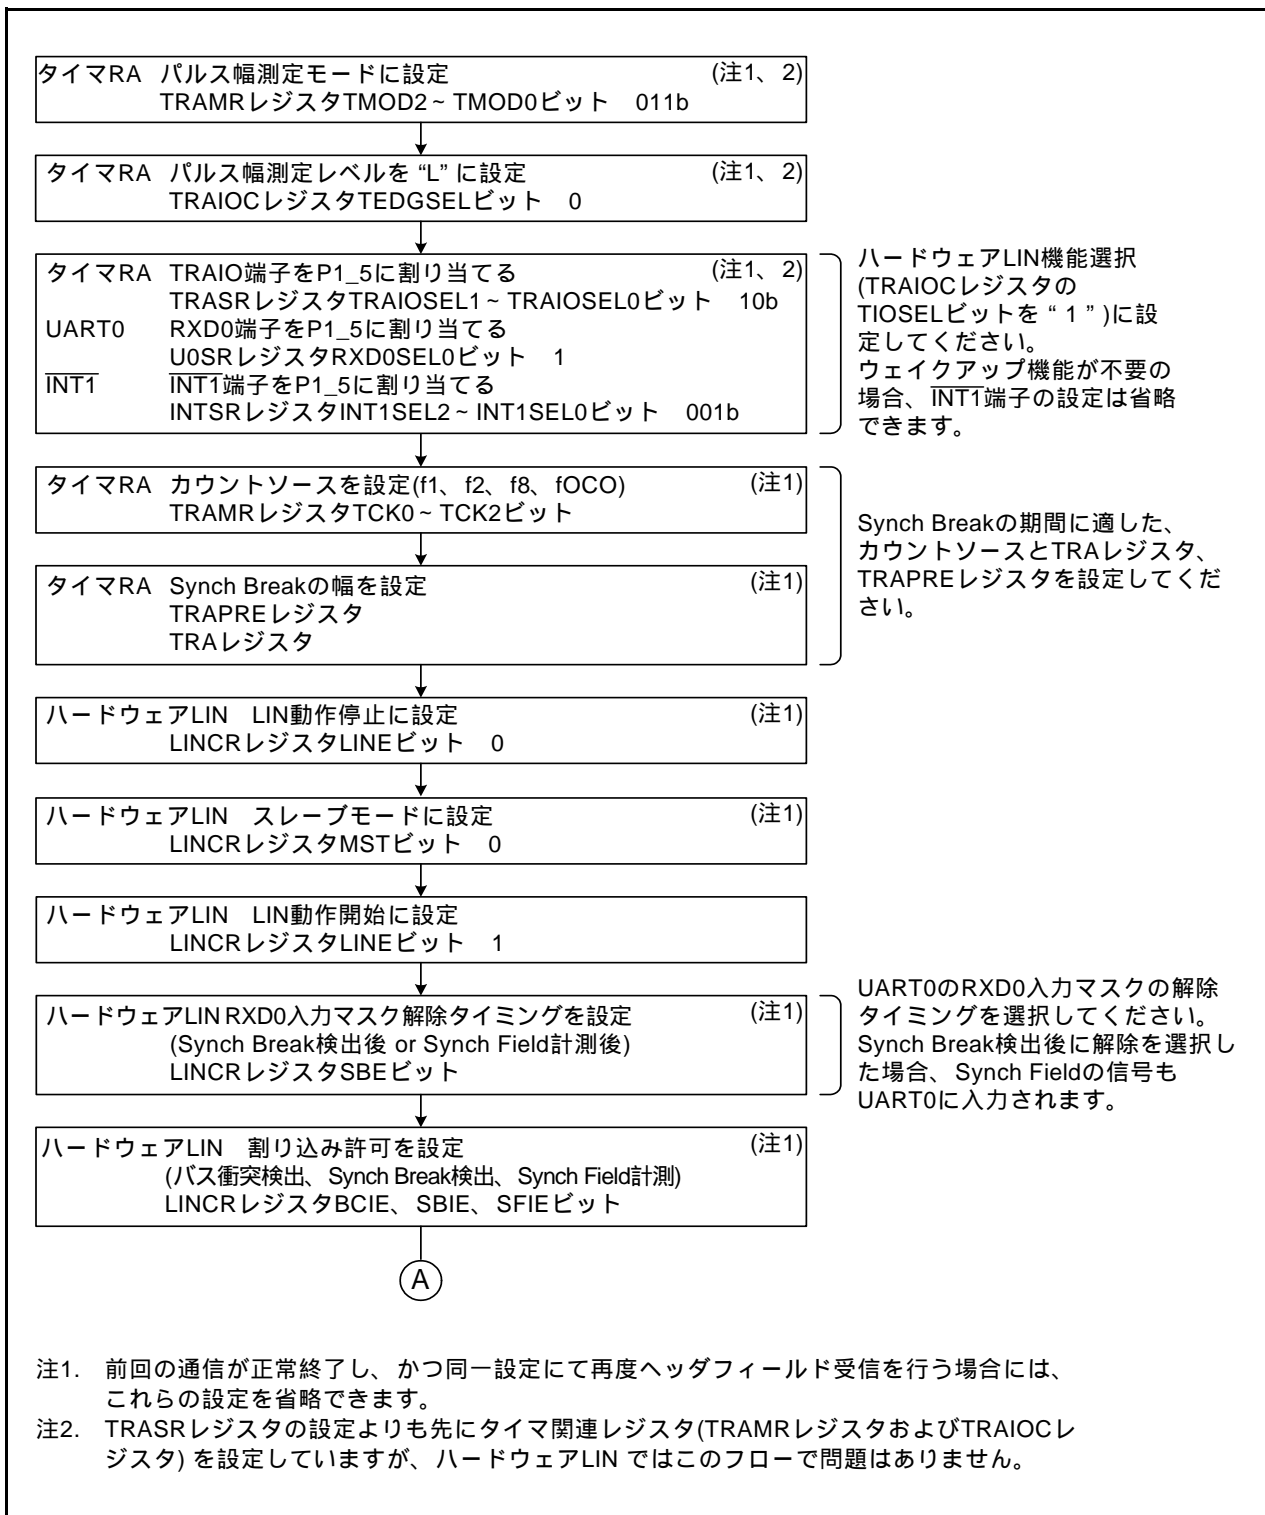 タイマRA パルス幅測定モードに設定 (注1、2)
TRAMRレジスタTMOD2~TMOD0ビット 011b
タイマRA パルス幅測定レベルを “L” に設定 (注1、2)
TRAIOCレジスタTEDGSELビット 0
タイマRA TRAIO端子をP1_5に割り当てる (注1、2)
TRASRレジスタTRAIOSEL1~TRAIOSEL0ビット 10b
UART0 RXD0端子をP1_5に割り当てる
U0SRレジスタRXD0SEL0ビット 1
INT1 INT1端子をP1_5に割り当てる
INTSRレジスタINT1SEL2~INT1SEL0ビット 001b
ハードウェアLIN機能選択
(TRAIOCレジスタの
TIOSELビットを “ 1 ” )に設
定してください。
ウェイクアップ機能が不要の
場合、INT1端子の設定は省略
できます。
タイマRA カウントソースを設定(f1、f2、f8、fOCO) (注1)
TRAMRレジスタTCK0~TCK2ビット
タイマRA Synch Breakの幅を設定 (注1)
TRAPREレジスタ
TRAレジスタ
Synch Breakの期間に適した、
カウントソースとTRAレジスタ、
TRAPREレジスタを設定してくだ
さい。
ハードウェアLIN LIN動作停止に設定 (注1)
LINCRレジスタLINEビット 0
ハードウェアLIN スレーブモードに設定 (注1)
LINCRレジスタMSTビット 0
ハードウェアLIN LIN動作開始に設定
LINCRレジスタLINEビット 1
ハードウェアLIN RXD0入力マスク解除タイミングを設定 (注1)
(Synch Break検出後 or Synch Field計測後)
LINCRレジスタSBEビット
UART0のRXD0入力マスクの解除
タイミングを選択してください。
Synch Break検出後に解除を選択し
た場合、Synch Fieldの信号も
UART0に入力されます。
ハードウェアLIN 割り込み許可を設定 (注1)
(バス衝突検出、Synch Break検出、Synch Field計測)
LINCRレジスタBCIE、SBIE、SFIEビット
A
注1. 前回の通信が正常終了し、かつ同一設定にて再度ヘッダフィールド受信を行う場合には、
これらの設定を省略できます。
注2. TRASRレジスタの設定よりも先にタイマ関連レジスタ(TRAMRレジスタおよびTRAIOCレ
ジスタ) を設定していますが、ハードウェアLIN ではこのフローで問題はありません。